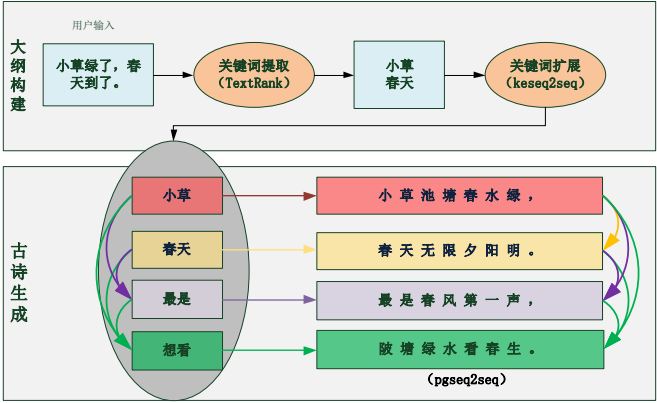 大纲构建
用户输入
小草绿了，春
天到了。
关键词提取
（TextRank）
小草
春天
关键词扩展
（keseq2seq）
古诗生成
小草
小草池塘春水绿，
春天
春天无限夕阳明。
最是
最是春风第一声，
想看
陂塘绿水看春生。
（pgseq2seq）